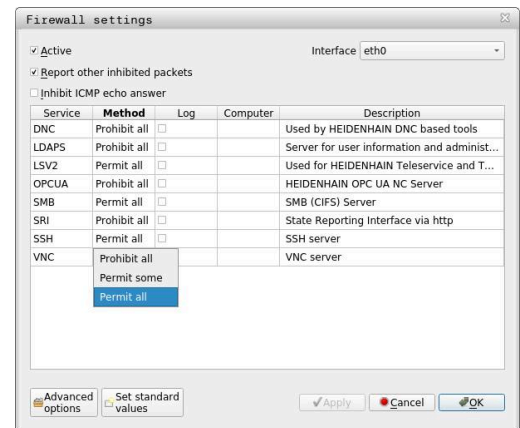 Firewall settings
Active Interface eth0
Report other inhibited packets
Inhibit ICMP echo answer
Service Method Log Computer Description
DNC Prohibit all Used by HEIDENHAIN DNC based tools
LDAPS Prohibit all Server for user information and administ...
LSV2 Permit all Used for HEIDENHAIN Teleservice and T...
OPCUA Prohibit all HEIDENHAIN OPC UA NC Server
SMB Permit all SMB (CIFS) Server
SRI Prohibit all State Reporting Interface via http
SSH Permit all SSH server
VNC Prohibit all VNC server
Permit some
Permit all
Advanced options Set standard values Apply Cancel OK